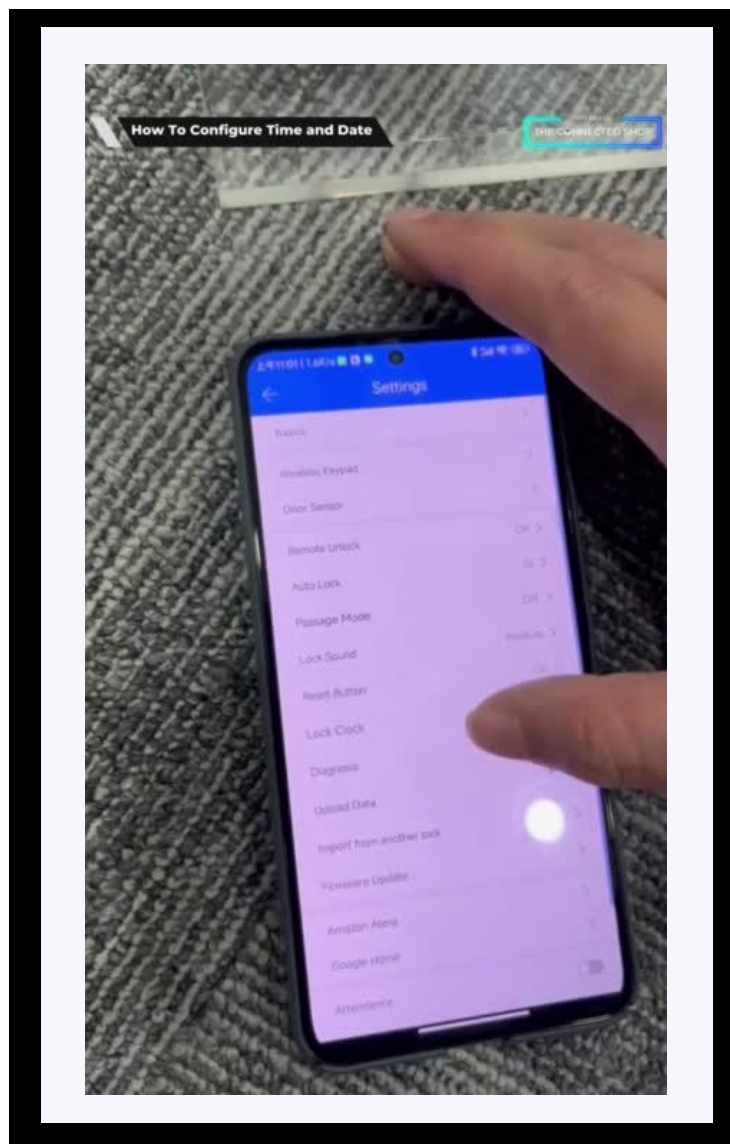 How To Configure Time and Date
THE CONNECTED SHOP
Settings
Basics
Wireless Keypad
Door Sensor
Remote Unlock
Off
Auto Lock
Passage Mode
Off
Lock Sound
Reset Button
Lock Clock
Diagnosis
Upload Data
Import from another lock
Firmware Update
Amazon Alexa
Google Home
Attendance